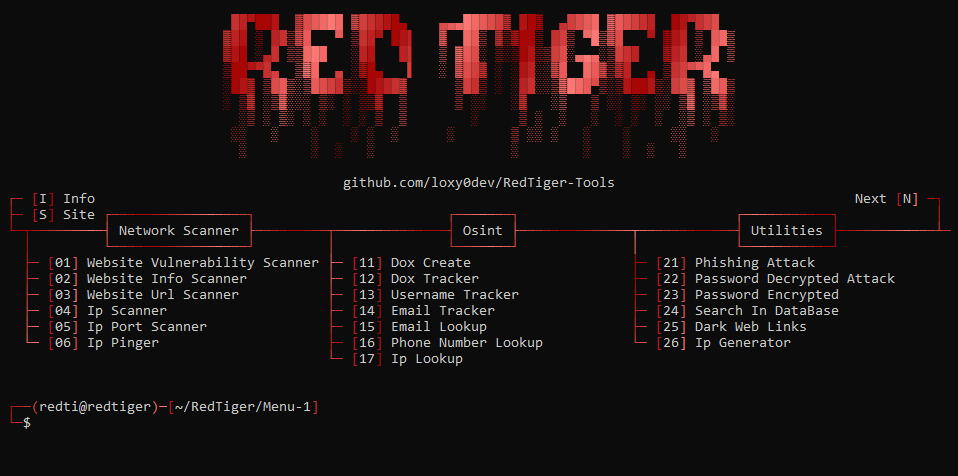 RED TIGER
github.com/loxy0dev/RedTiger-Tools
[I] Info
Next [N]
[S] Site
Network Scanner
Osint
Utilities
[01] Website Vulnerability Scanner
[02] Website Info Scanner
[03] Website Url Scanner
[04] Ip Scanner
[05] Ip Port Scanner
[06] Ip Pinger
[11] Dox Create
[12] Dox Tracker
[13] Username Tracker
[14] Email Tracker
[15] Email Lookup
[16] Phone Number Lookup
[17] Ip Lookup
[21] Phishing Attack
[22] Password Decrypted Attack
[23] Password Encrypted
[24] Search In DataBase
[25] Dark Web Links
[26] Ip Generator
(redti@redtiger)-[~/RedTiger/Menu-1]
$